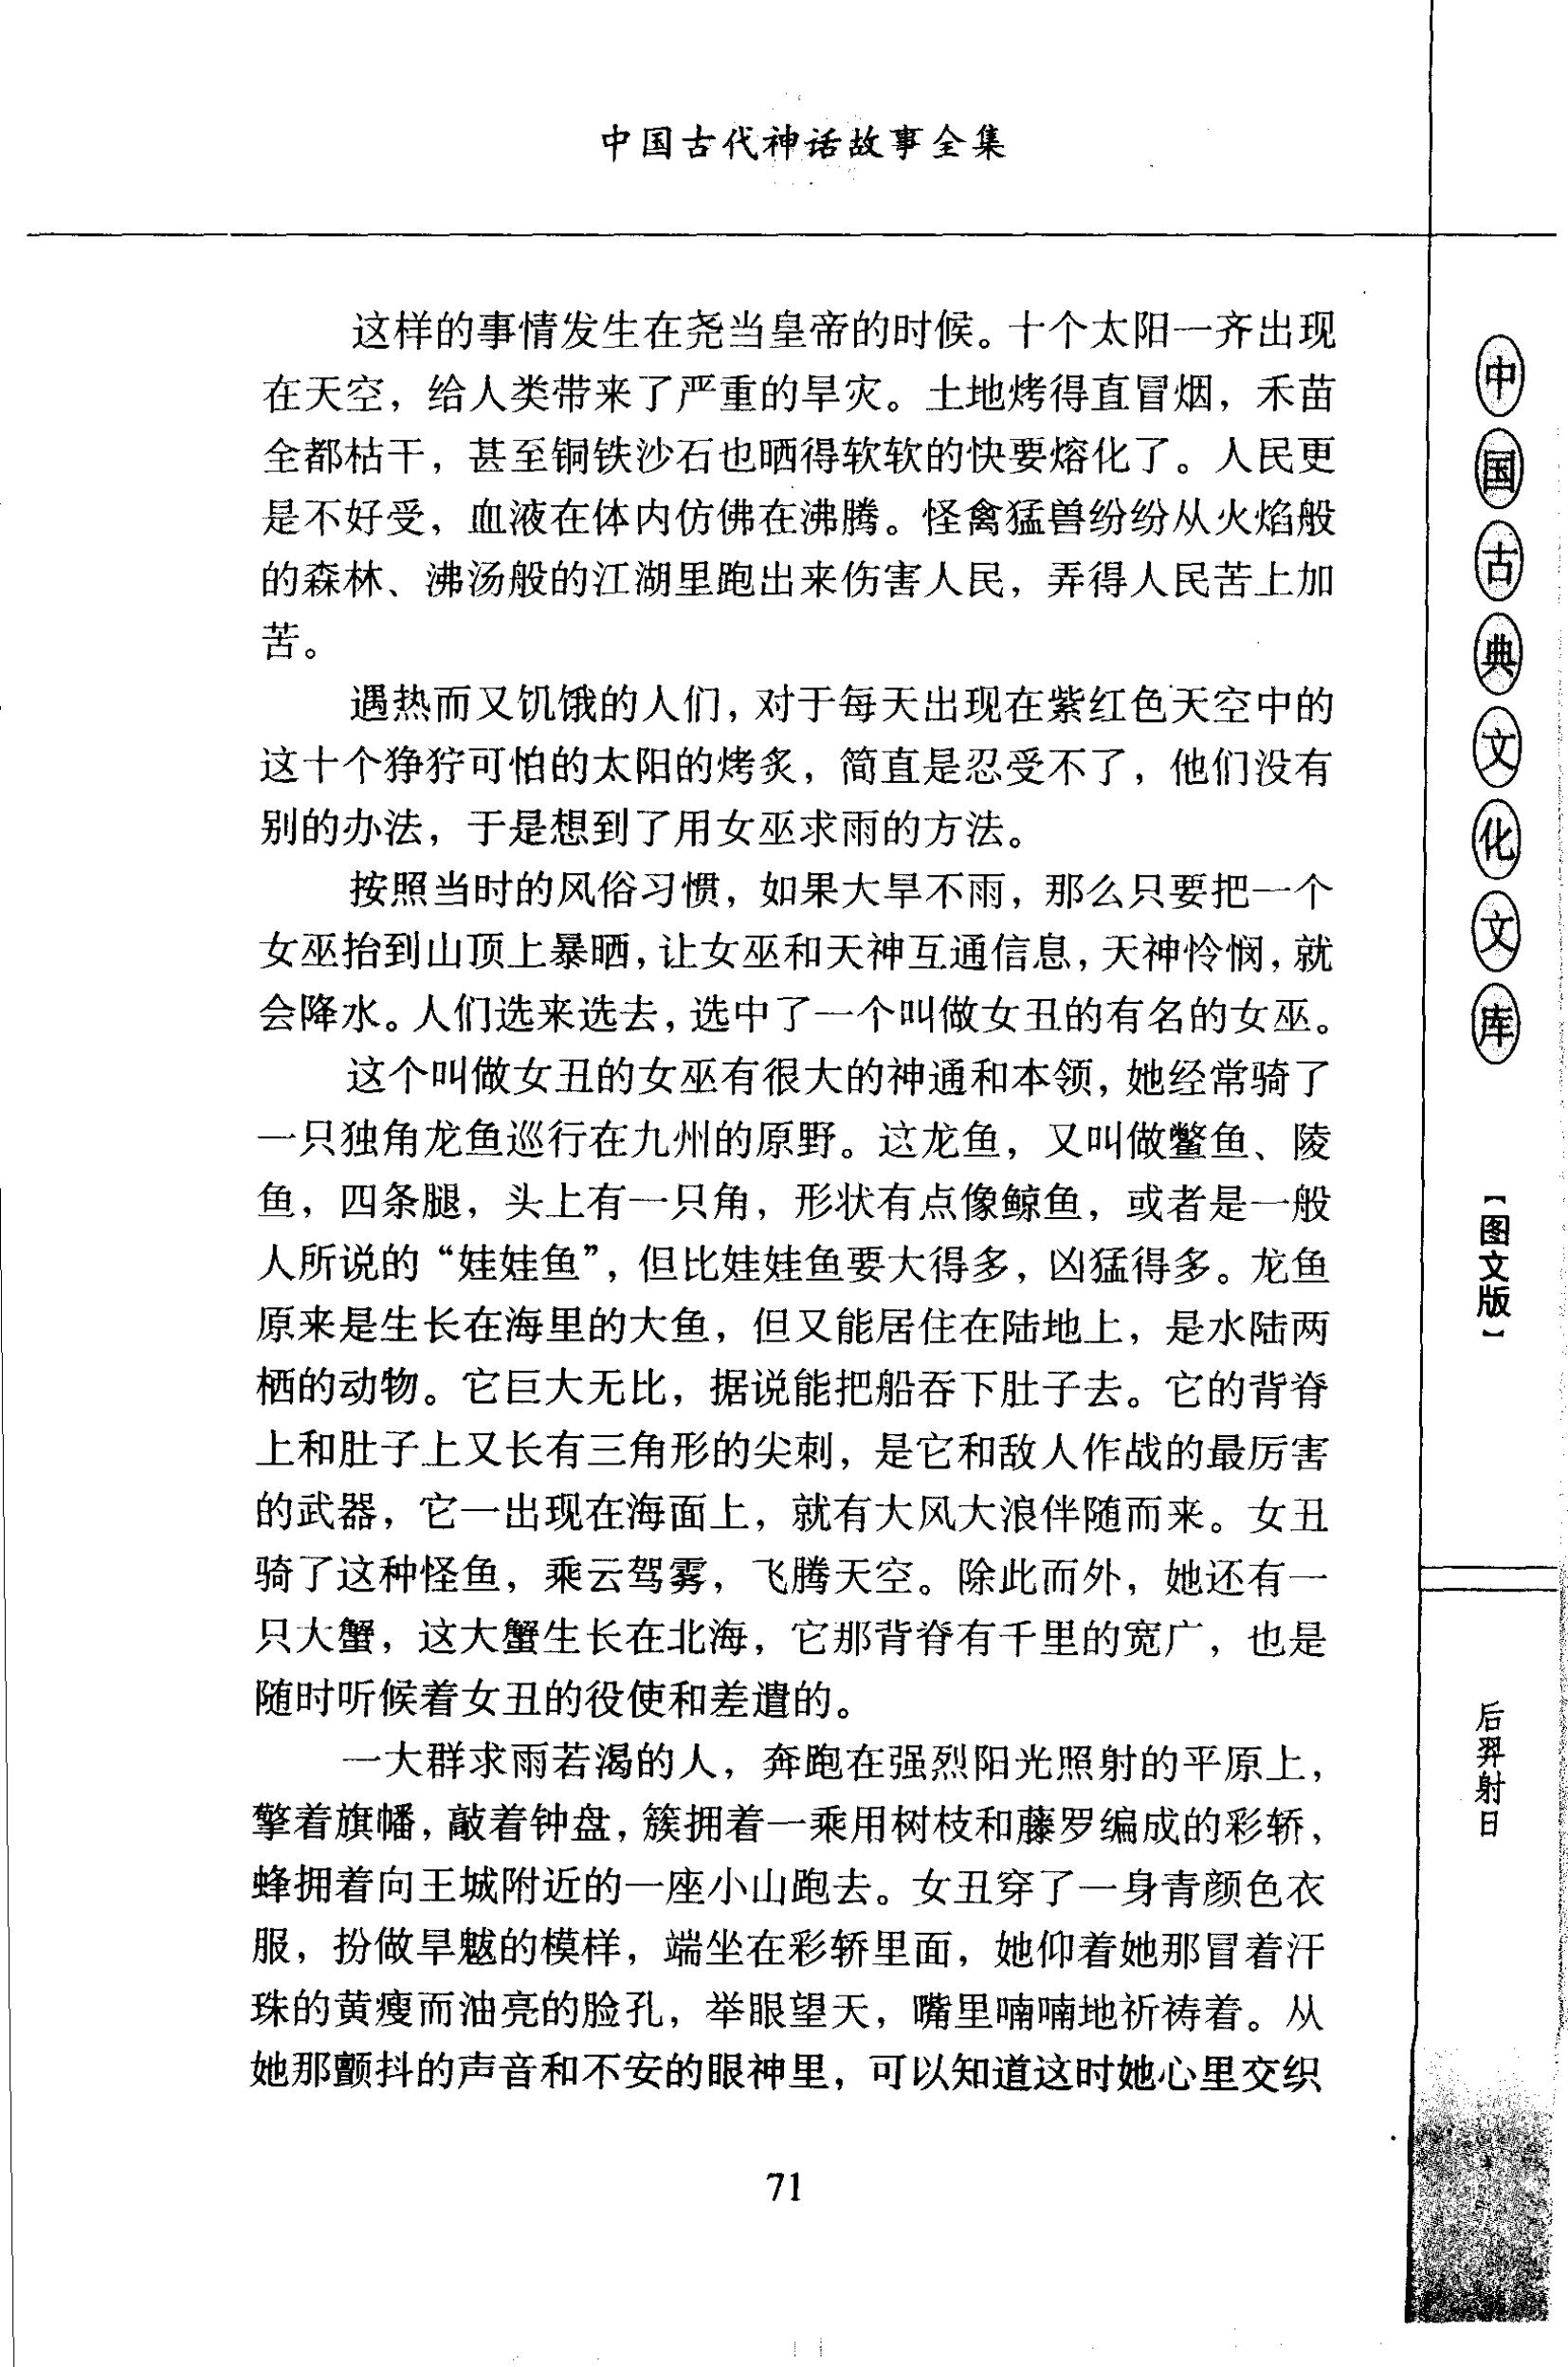 中国古代神话故事全集
这样的事情发生在尧当皇帝的时候。十个太阳一齐出现
在天空，给人类带来了严重的旱灾。土地烤得直冒烟，禾苗
全都枯干，甚至铜铁沙石也晒得软软的快要熔化了。人民更
是不好受，血液在体内仿佛在沸腾。怪禽猛兽纷纷从火焰般
的森林、沸汤般的江湖里跑出来伤害人民，弄得人民苦上加
苦。
遇热而又饥饿的人们，对于每天出现在紫红色天空中的
这十个狰狞可怕的太阳的烤炙，简直是忍受不了，他们没有
别的办法，于是想到了用女巫求雨的方法。
按照当时的风俗习惯，如果大旱不雨，那么只要把一个
女巫抬到山顶上暴晒，让女巫和天神互通信息，天神怜悯，就
会降水。人们选来选去，选中了一个叫做女丑的有名的女巫。
这个叫做女丑的女巫有很大的神通和本领，她经常骑了
一只独角龙鱼巡行在九州的原野。这龙鱼，又叫做鳖鱼、陵
鱼，四条腿，头上有一只角，形状有点像鲸鱼，或者是一般
人所说的“娃娃鱼”，但比娃娃鱼要大得多，凶猛得多。龙鱼
原来是生长在海里的大鱼，但又能居住在陆地上，是水陆两
栖的动物。它巨大无比，据说能把船吞下肚子去。它的背脊
上和肚子上又长有三角形的尖刺，是它和敌人作战的最厉害
的武器，它一出现在海面上，就有大风大浪伴随而来。女丑
骑了这种怪鱼，乘云驾雾，飞腾天空。除此而外，她还有一
只大蟹，这大蟹生长在北海，它那背脊有千里的宽广，也是
随时听候着女丑的役使和差遣的。
一大群求雨若渴的人，奔跑在强烈阳光照射的平原上，
擎着旗幡，敲着钟盘，簇拥着一乘用树枝和藤罗编成的彩轿，
蜂拥着向王城附近的一座小山跑去。女丑穿了一身青颜色衣
服，扮做旱魃的模样，端坐在彩轿里面，她仰着她那冒着汗
珠的黄瘦而油亮的脸孔，举眼望天，嘴里喃喃地祈祷着。从
她那颤抖的声音和不安的眼神里，可以知道这时她心里交织
71
中国古典文化文库
【图文版】
后羿射日